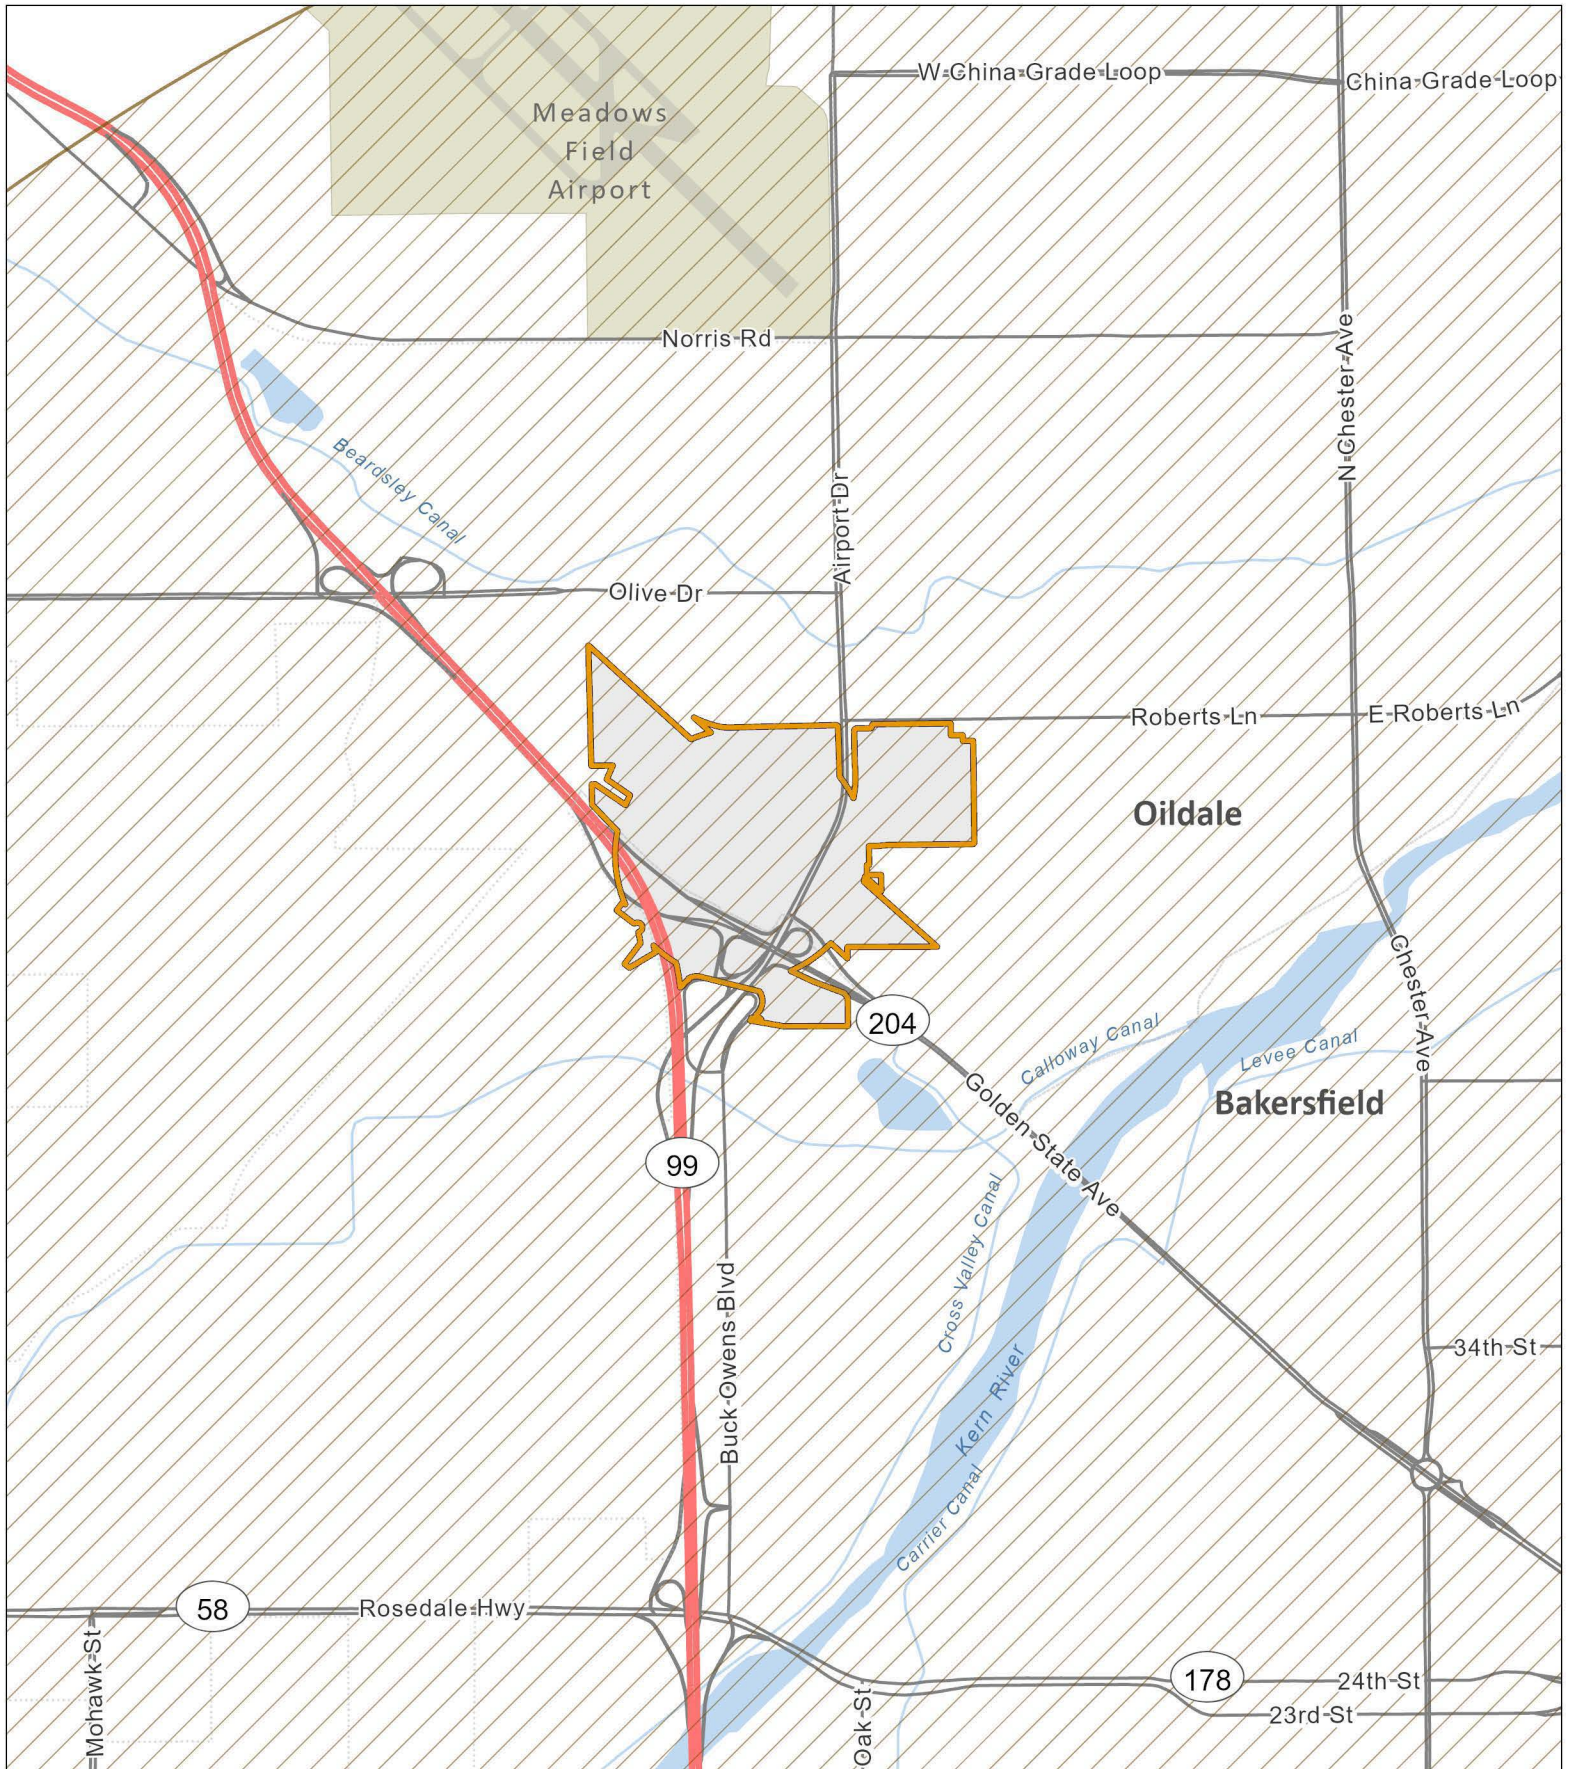 W China Grade Loop
China Grade Loop
Meadows
Field
Airport
Norris Rd
N Chester Ave
Beardsley Canal
Airport Dr
Olive Dr
Roberts Ln
E Roberts Ln
Oildale
Chester Ave
204
Calloway Canal
Levee Canal
Bakersfield
Golden State Ave
99
Cross Valley Canal
Buck Owens Blvd
34th St
Kern River
Carrier Canal
58
Rosedale Hwy
Mohawk St
Oak St
178
24th St
23rd St